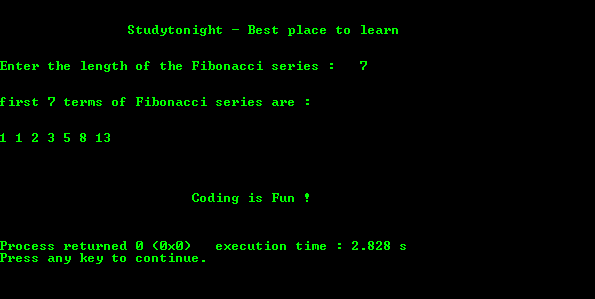 Studytonight - Best place to learn
Enter the length of the Fibonacci series :   7
first 7 terms of Fibonacci series are :
1 1 2 3 5 8 13
Coding is Fun !
Process returned 0 (0x0)   execution time : 2.828 s
Press any key to continue.